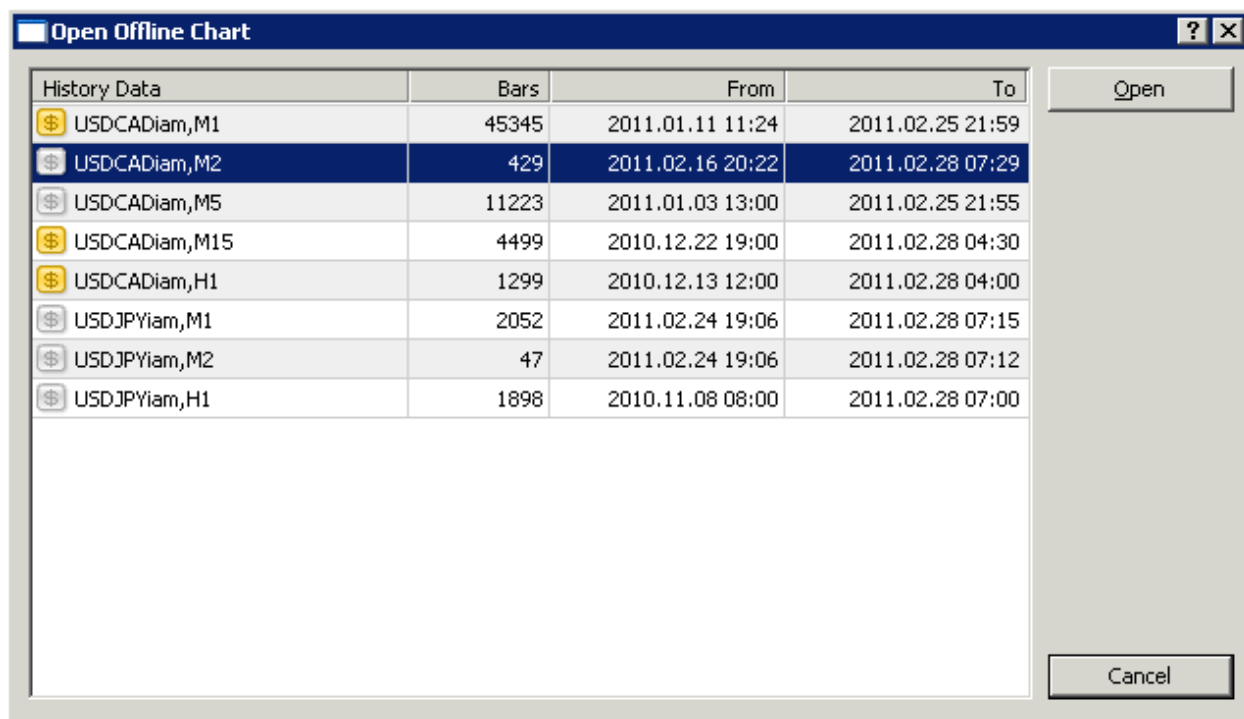 Open Offline Chart
History Data Bars From To
USDCADiam,M1 45345 2011.01.11 11:24 2011.02.25 21:59
USDCADiam,M2 429 2011.02.16 20:22 2011.02.28 07:29
USDCADiam,M5 11223 2011.01.03 13:00 2011.02.25 21:55
USDCADiam,M15 4499 2010.12.22 19:00 2011.02.28 04:30
USDCADiam,H1 1299 2010.12.13 12:00 2011.02.28 04:00
USDJPYiam,M1 2052 2011.02.24 19:06 2011.02.28 07:15
USDJPYiam,M2 47 2011.02.24 19:06 2011.02.28 07:12
USDJPYiam,H1 1898 2010.11.08 08:00 2011.02.28 07:00
Open
Cancel